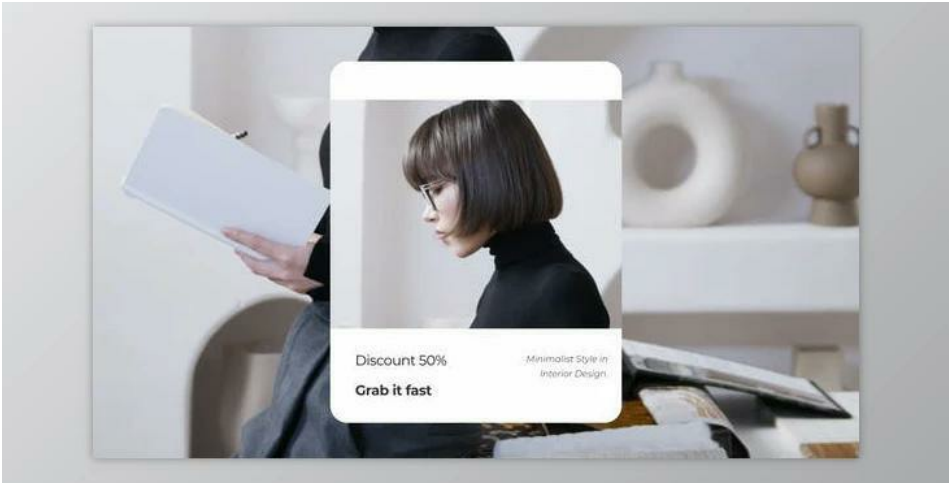 Discount 50%
Grab it fast
Minimalist Style in
Interior Design.